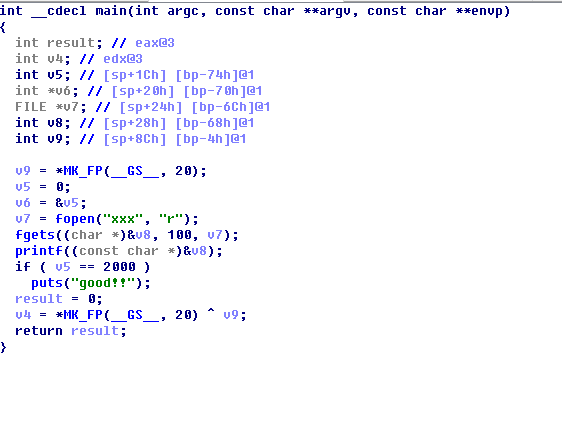 int __cdecl main(int argc, const char **argv, const char **envp)
{
  int result; // eax@3
  int v4; // edx@3
  int v5; // [sp+1Ch] [bp-74h]@1
  int *v6; // [sp+20h] [bp-70h]@1
  FILE *v7; // [sp+24h] [bp-6Ch]@1
  int v8; // [sp+28h] [bp-68h]@1
  int v9; // [sp+8Ch] [bp-4h]@1

  v9 = *MK_FP(__GS__, 20);
  v5 = 0;
  v6 = &v5;
  v7 = fopen("xxx", "r");
  fgets((char *)&v8, 100, v7);
  printf((const char *)&v8);
  if ( v5 == 2000 )
    puts("good!!");
  result = 0;
  v4 = *MK_FP(__GS__, 20) ^ v9;
  return result;
}